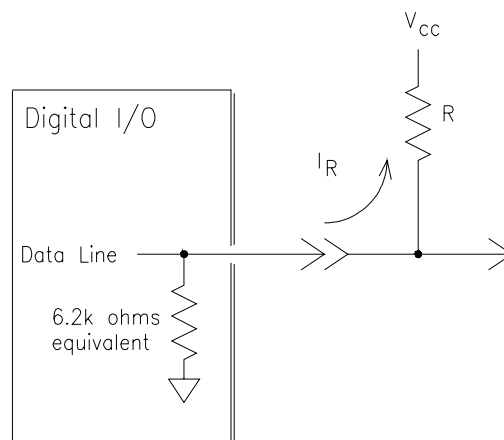 V_CC
Digital I/O
R
I_R
Data Line
6.2k ohms
equivalent